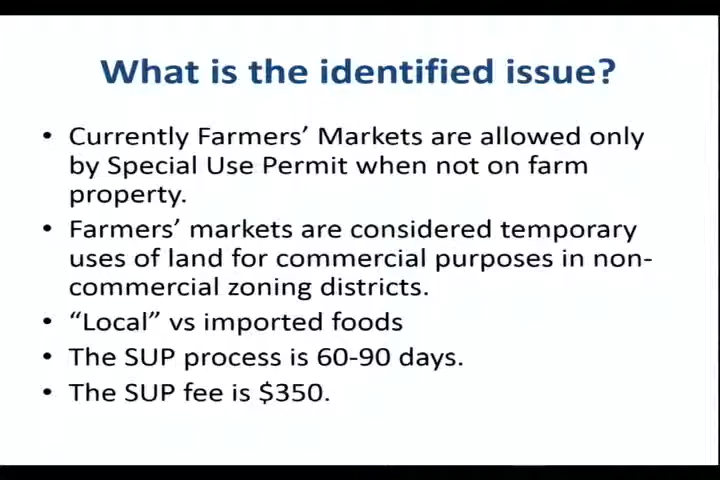 What is the identified issue?
• Currently Farmers’ Markets are allowed only
by Special Use Permit when not on farm
property.
• Farmers’ markets are considered temporary
uses of land for commercial purposes in non-
commercial zoning districts.
• “Local” vs imported foods
• The SUP process is 60-90 days.
• The SUP fee is $350.